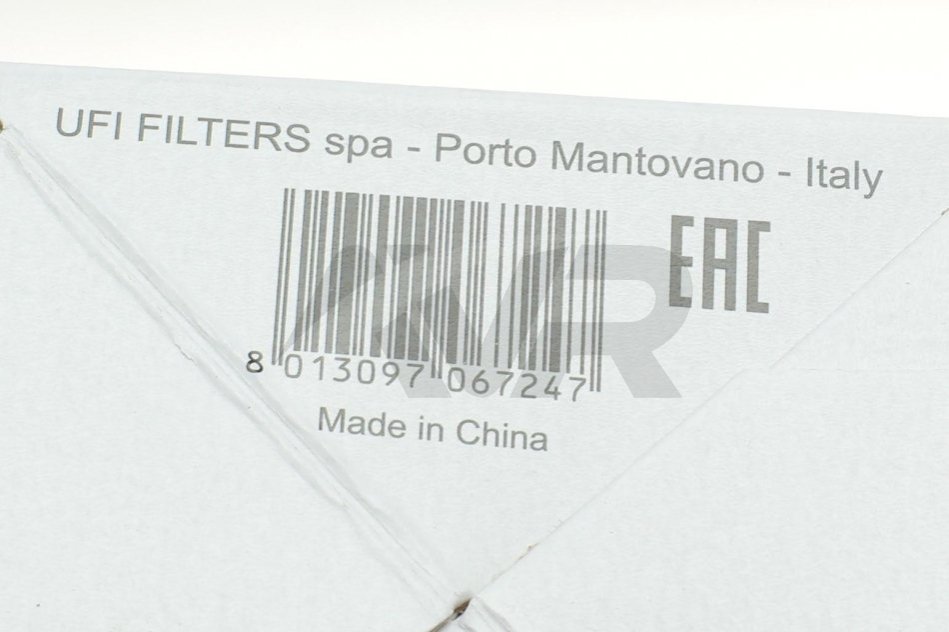 UFI FILTERS spa - Porto Mantovano - Italy
EAC
8 013097 067247
Made in China